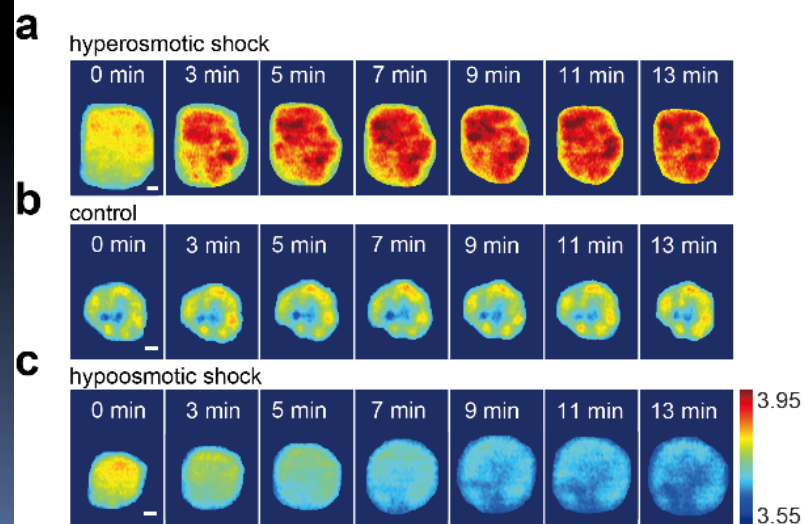 a
hyperosmotic shock
0 min 3 min 5 min 7 min 9 min 11 min 13 min
b
control
0 min 3 min 5 min 7 min 9 min 11 min 13 min
c
hypoosmotic shock
0 min 3 min 5 min 7 min 9 min 11 min 13 min
3.95
3.55